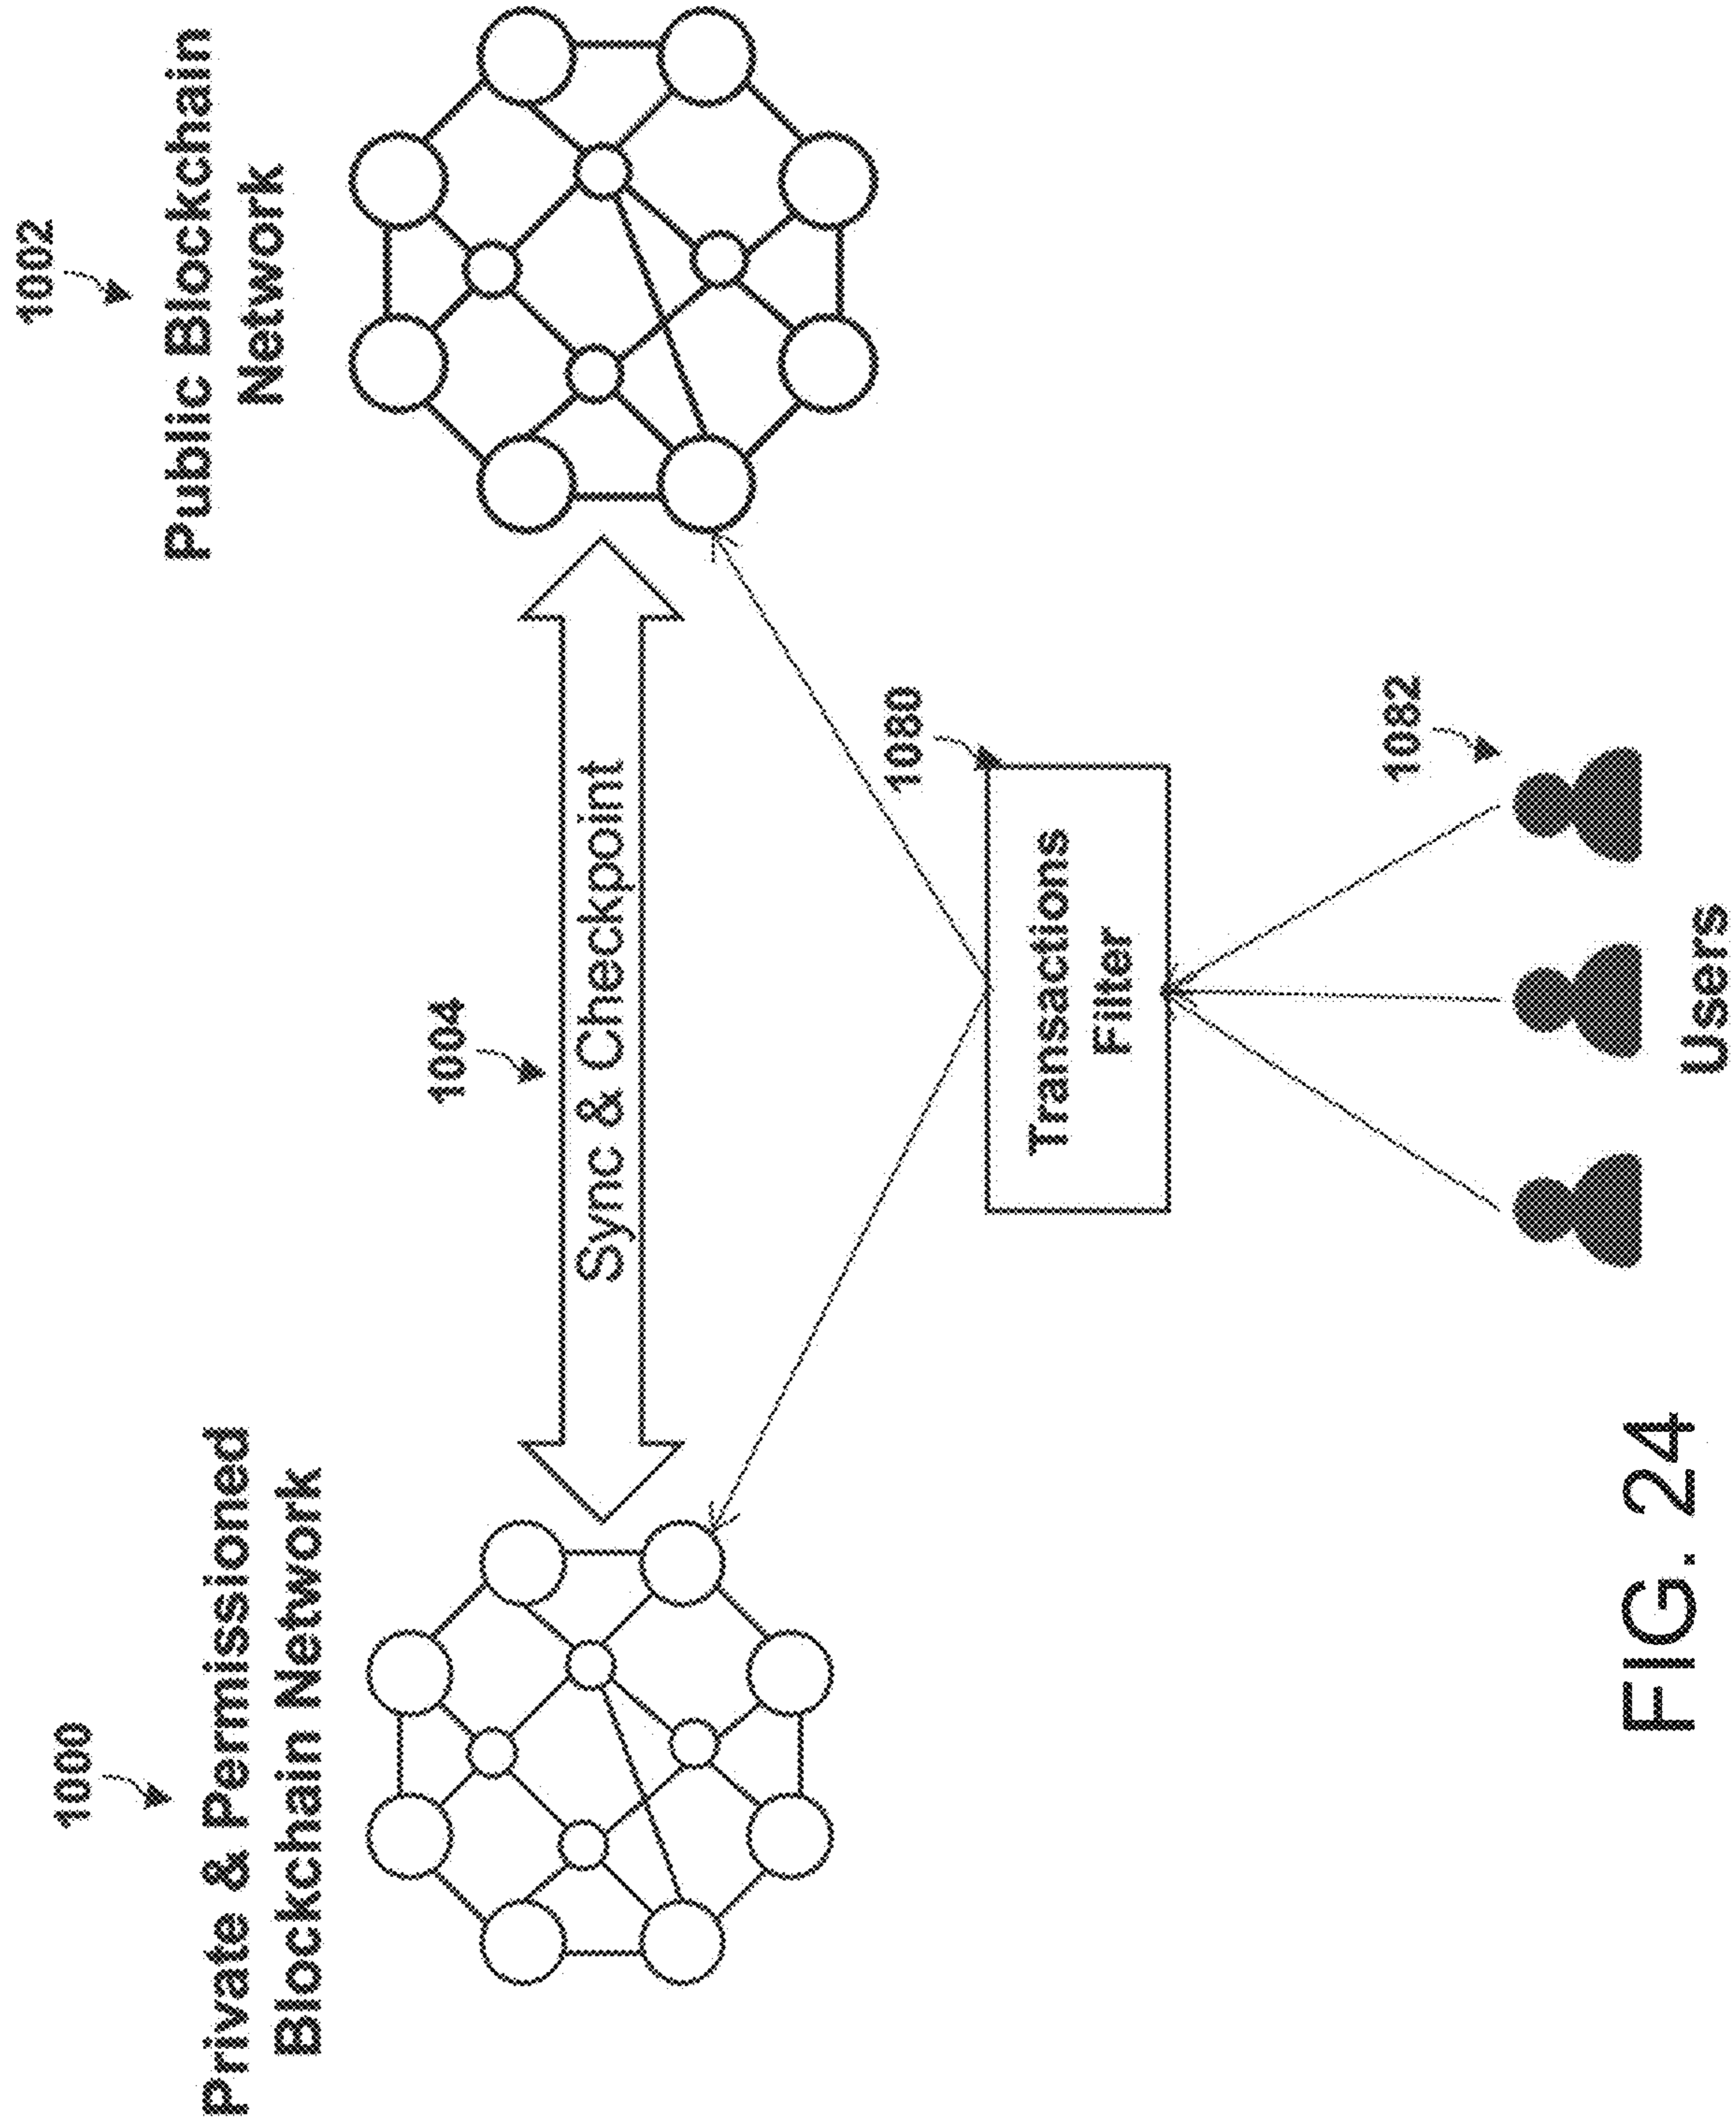 1000
Private & Permissioned
Blockchain Network
1002
Public Blockchain
Network
1004
Sync & Checkpoint
1080
Transactions
Filter
1082
Users
FIG. 24